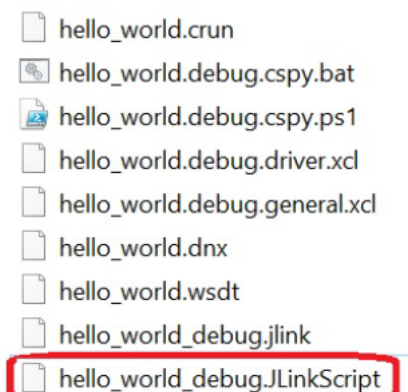 hello_world.crun
hello_world.debug.cspy.bat
hello_world.debug.cspy.ps1
hello_world.debug.driver.xcl
hello_world.debug.general.xcl
hello_world.dnx
hello_world.wsdt
hello_world_debug.jlink
hello_world_debug.JLinkScript